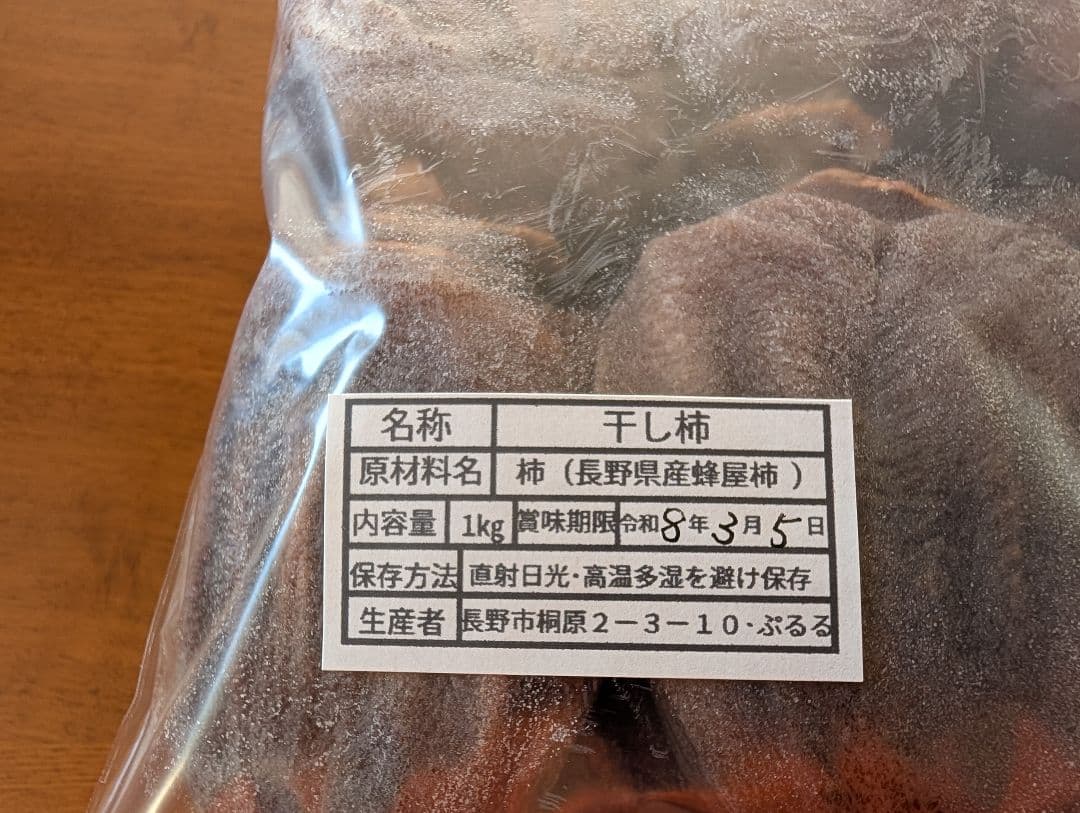 名称 干し柿
原材料名 柿（長野県産蜂屋柿 ）
内容量 1kg 賞味期限 令和8年3月5日
保存方法 直射日光･高温多湿を避け保存
生産者 長野市桐原２－３－１０･ぷるる